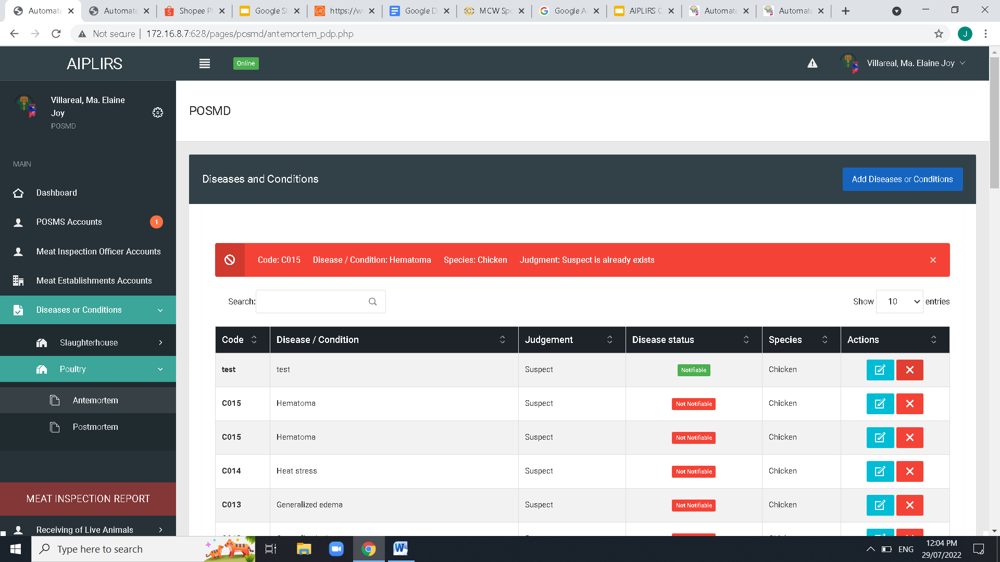 Automate
Automate
Shopee P
Google Sl
https://w
Google D
MCW Spo
Google A
AIPLIRS C
Automate
Automate
Not secure
172.16.8.7:628/pages/posmd/antemortem_pdp.php
J
AIPLIRS
Online
Villareal, Ma. Elaine Joy
Villareal, Ma. Elaine
Joy
POSMD
MAIN
Dashboard
POSMS Accounts
1
Meat Inspection Officer Accounts
Meat Establishments Accounts
Diseases or Conditions
Slaughterhouse
Poultry
Antemortem
Postmortem
MEAT INSPECTION REPORT
Receiving of Live Animals
POSMD
Diseases and Conditions
Add Diseases or Conditions
Code: C015 Disease / Condition: Hematoma Species: Chicken Judgment: Suspect is already exists
Search:
Show 10 entries
Code Disease / Condition Judgement Disease status Species Actions
test test Suspect Notifiable Chicken
C015 Hematoma Suspect Not Notifiable Chicken
C015 Hematoma Suspect Not Notifiable Chicken
C014 Heat stress Suspect Not Notifiable Chicken
C013 Generalized edema Suspect Not Notifiable Chicken
Type here to search
ENG
12:04 PM
29/07/2022